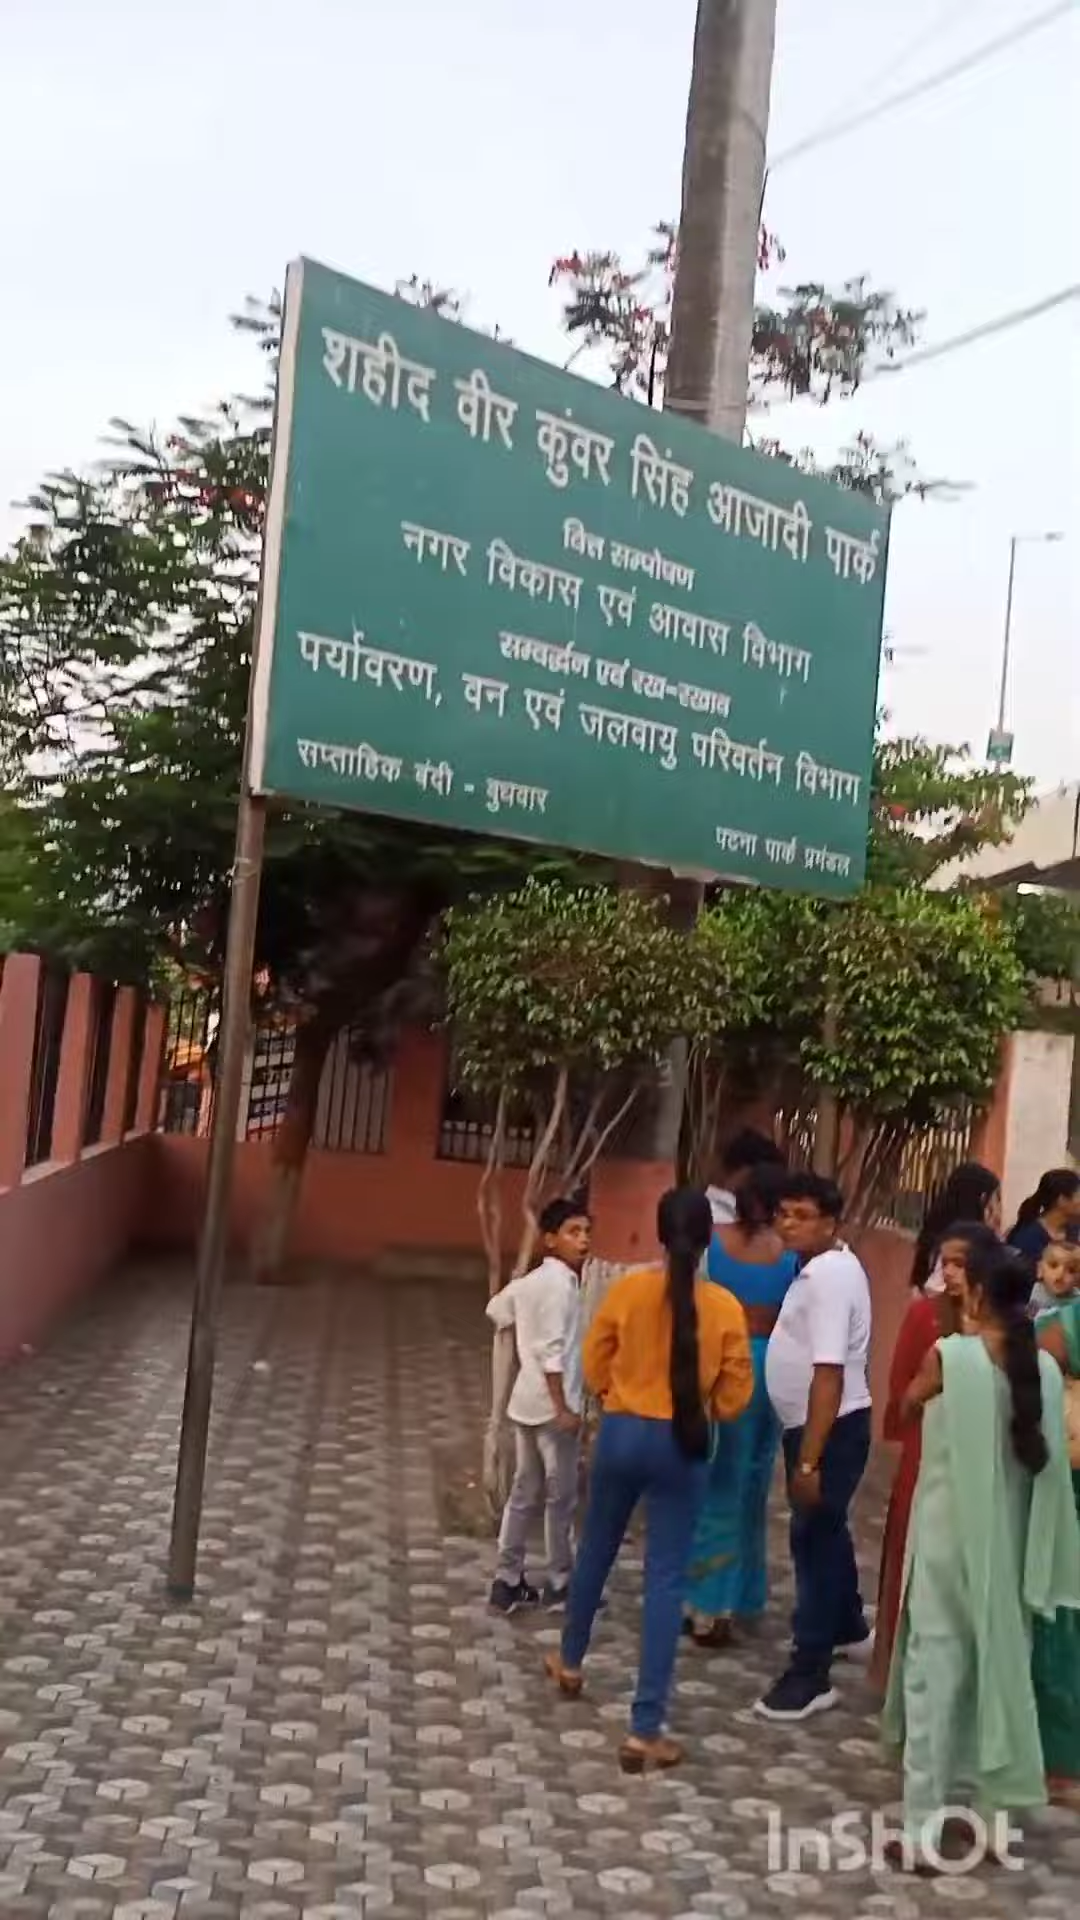 शहीद वीर कुंवर सिंह आजादी पार्क
वित्त सम्पोषण
नगर विकास एवं आवास विभाग
सम्वर्द्धन एवं रख-रखाव
पर्यावरण, वन एवं जलवायु परिवर्तन विभाग
सप्ताहिक बंदी - बुधवार
पटना पार्क प्रमंडल
InShOt